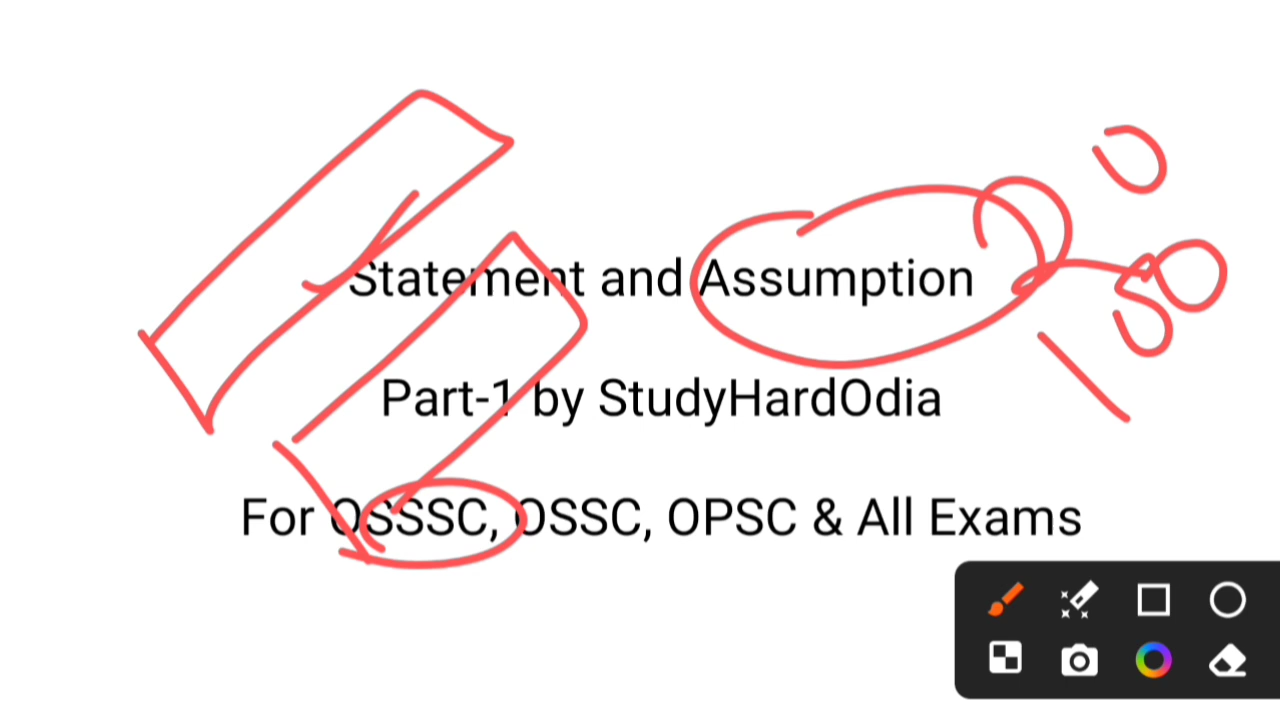 Statement and Assumption
Part-1 by StudyHardOdia
For OSSSC, OSSC, OPSC & All Exams